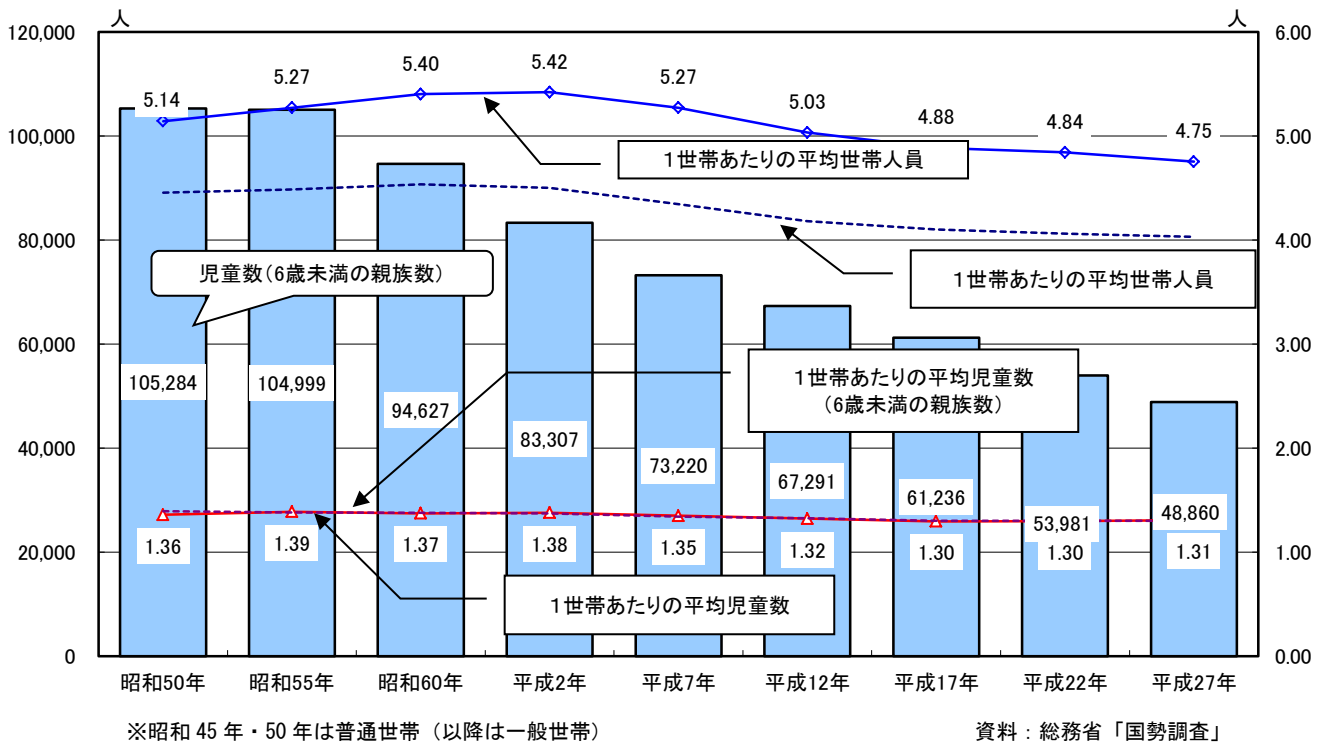 人
人
120,000
100,000
80,000
60,000
40,000
20,000
0
6.00
5.00
4.00
3.00
2.00
1.00
0.00
5.14
5.27
5.40
5.42
5.27
5.03
4.88
4.84
4.75
1世帯あたりの平均世帯人員
1世帯あたりの平均世帯人員
児童数(6歳未満の親族数)
1世帯あたりの平均児童数
(6歳未満の親族数)
105,284
104,999
94,627
83,307
73,220
67,291
61,236
53,981
48,860
1.36
1.39
1.37
1.38
1.35
1.32
1.30
1.30
1.31
1世帯あたりの平均児童数
昭和50年
昭和55年
昭和60年
平成2年
平成7年
平成12年
平成17年
平成22年
平成27年
※昭和 45 年・50 年は普通世帯(以降は一般世帯)
資料:総務省「国勢調査」